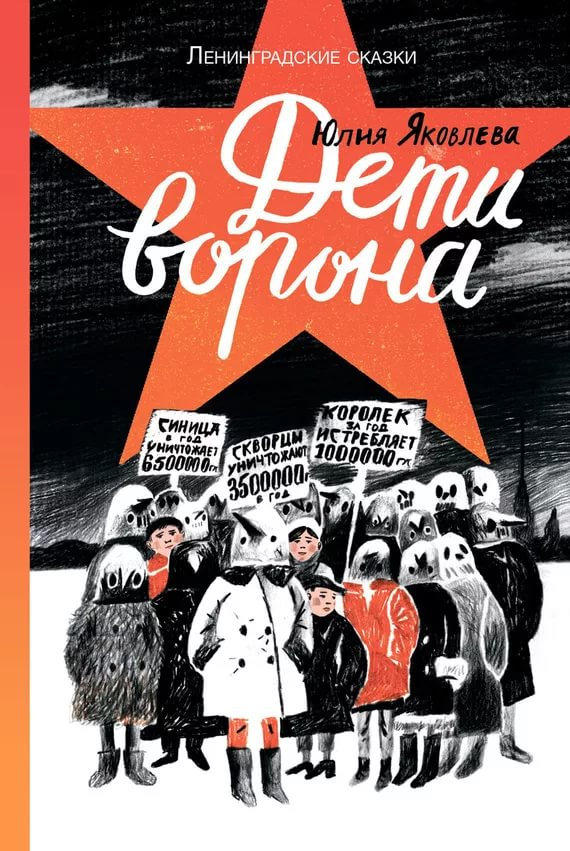 Ленинградские сказки
Юлия Яковлева
Дети
ворона
СИНИЦА
В ГОД
УНИЧТОЖАЕТ
6500000 ГУС.
СКВОРЦЫ
УНИЧТОЖАЮТ
3500000 Г.
В ГОД
КОРОЛЕК
ЗА ГОД
ИСТРЕБЛЯЕТ
1000000 ГУС.